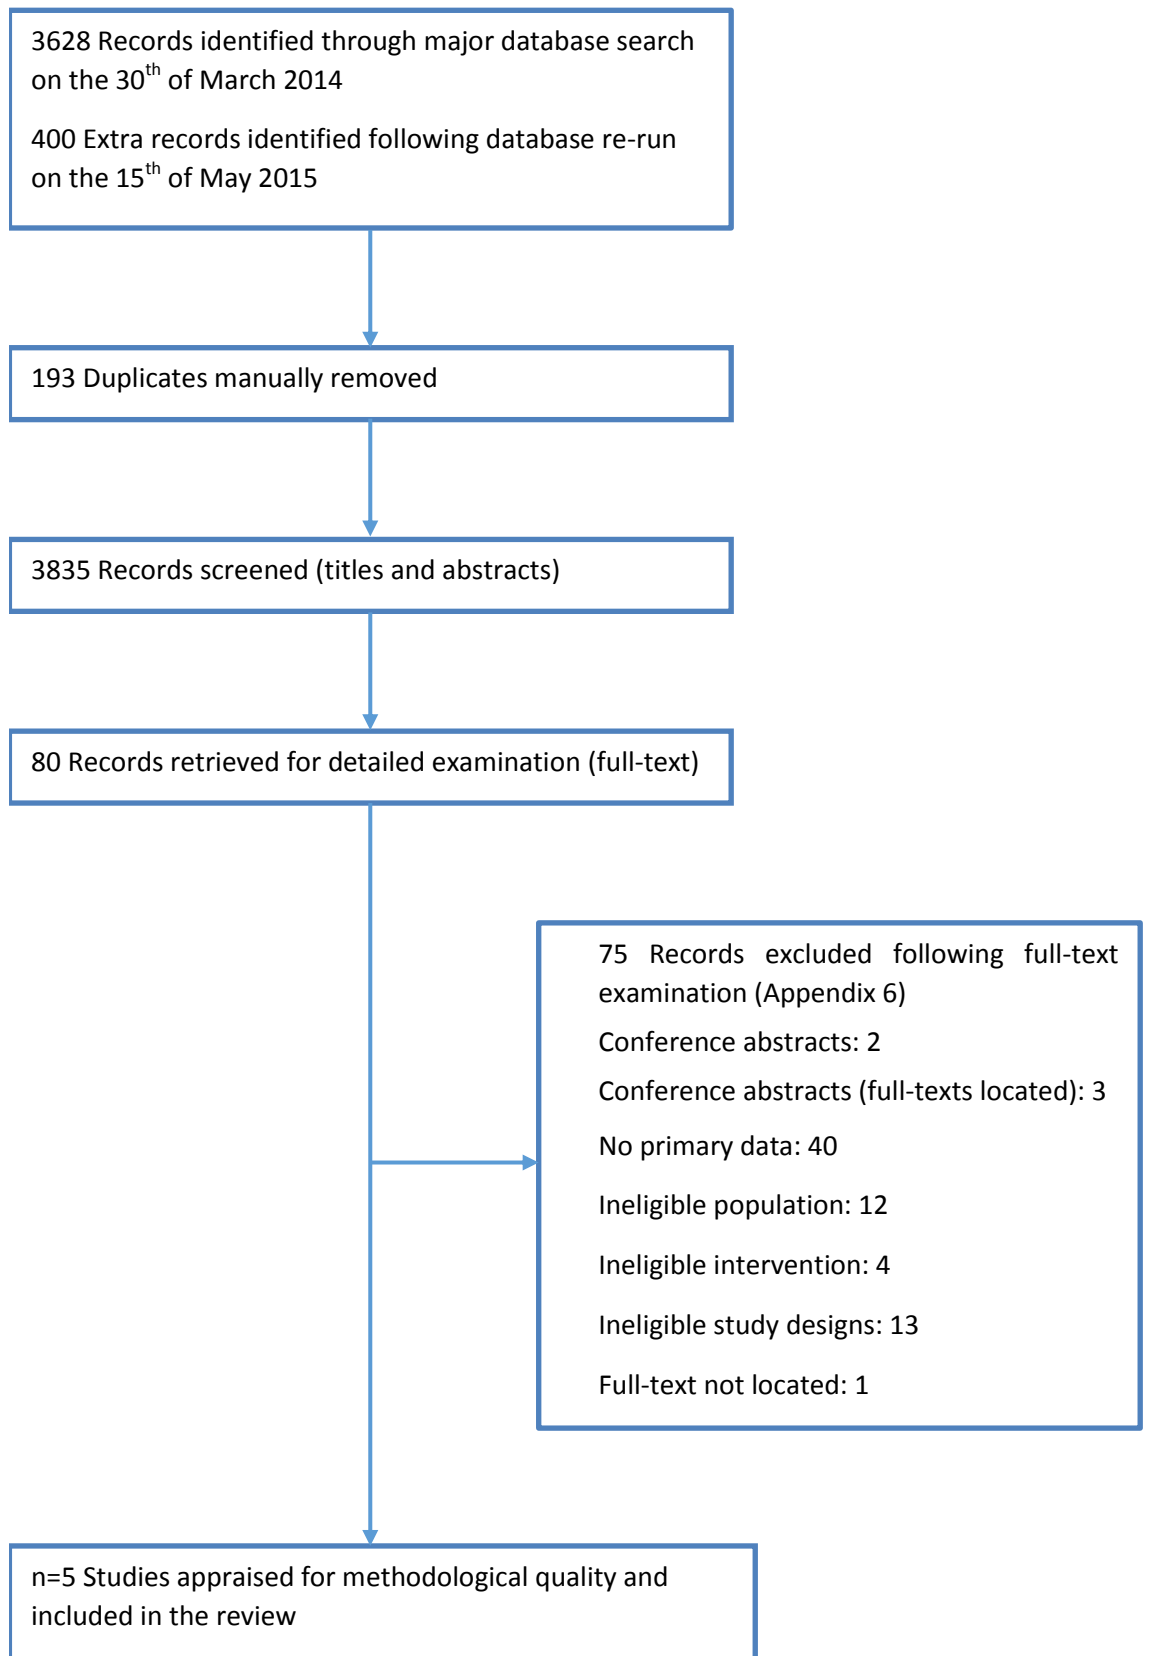 3628 Records identified through major database search
on the 30th of March 2014
400 Extra records identified following database re-run
on the 15th of May 2015
193 Duplicates manually removed
3835 Records screened (titles and abstracts)
80 Records retrieved for detailed examination (full-text)
75 Records excluded following full-text
examination (Appendix 6)
Conference abstracts: 2
Conference abstracts (full-texts located): 3
No primary data: 40
Ineligible population: 12
Ineligible intervention: 4
Ineligible study designs: 13
Full-text not located: 1
n=5 Studies appraised for methodological quality and
included in the review